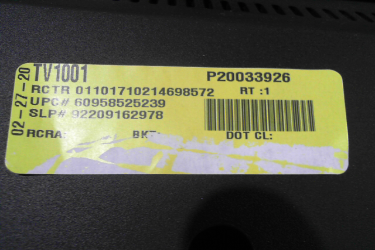 02-27-20
TV1001 P20033926
RCTR 01101710214698572 RT :1
UPC# 60958525239
SLP# 92209162978
RCRA: BKT: DOT CL: